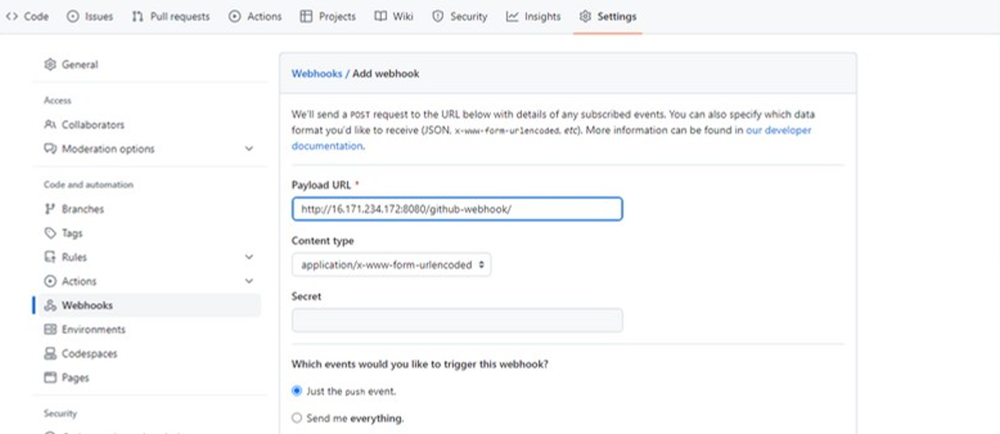 Code Issues Pull requests Actions Projects Wiki Security Insights Settings
General
Access
Collaborators
Moderation options
Code and automation
Branches
Tags
Rules
Actions
Webhooks
Environments
Codespaces
Pages
Security
Webhooks / Add webhook
We'll send a POST request to the URL below with details of any subscribed events. You can also specify which data
format you'd like to receive (JSON, x-www-form-urlencoded, etc). More information can be found in our developer
documentation.
Payload URL *
http://16.171.234.172:8080/github-webhook/
Content type
application/x-www-form-urlencoded
Secret
Which events would you like to trigger this webhook?
Just the push event.
Send me everything.